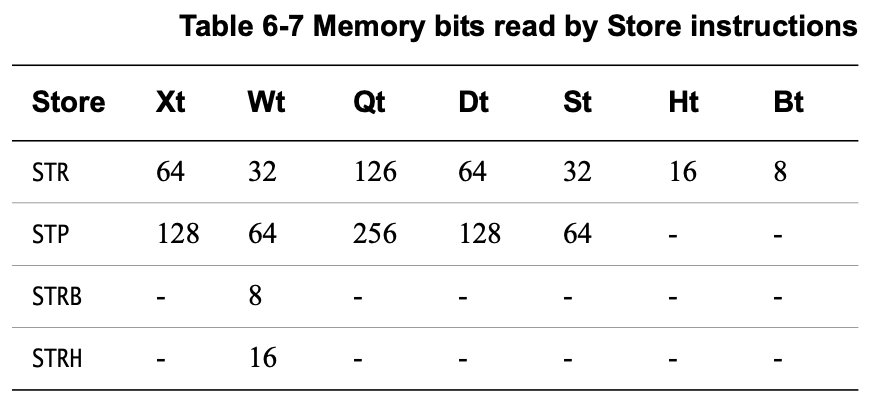 Table 6-7 Memory bits read by Store instructions
Store Xt Wt Qt Dt St Ht Bt
STR 64 32 126 64 32 16 8
STP 128 64 256 128 64 - -
STRB - 8 - - - - -
STRH - 16 - - - - -